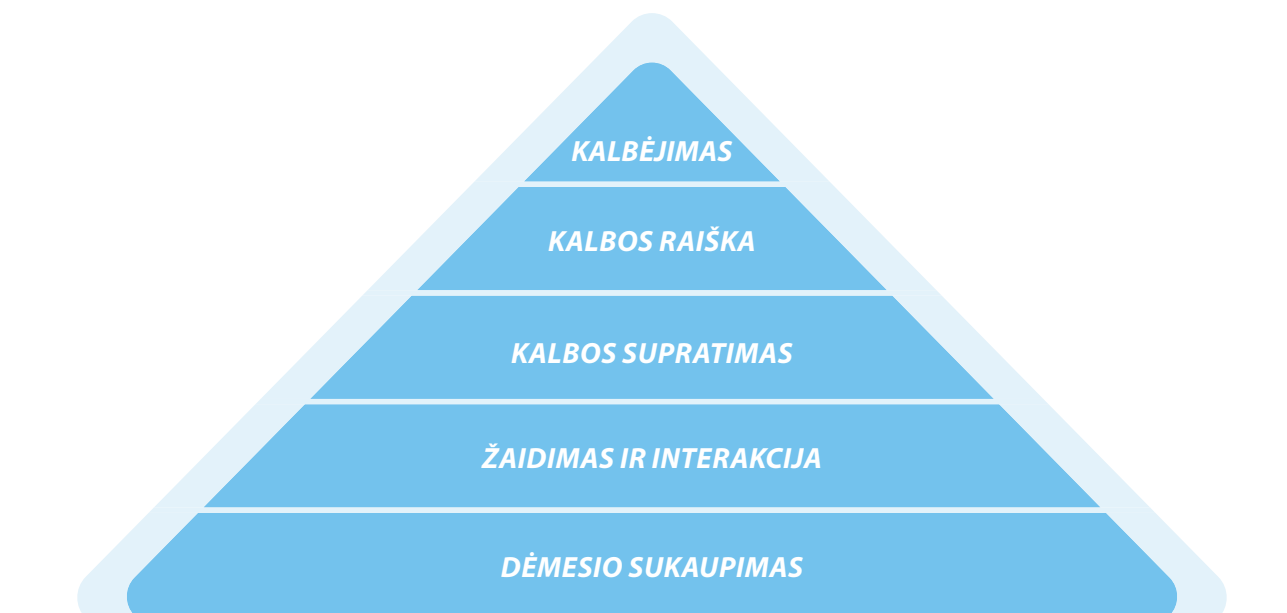 KALBĖJIMAS
KALBOS RAIŠKA
KALBOS SUPRATIMAS
ŽAIDIMAS IR INTERAKCIJA
DĖMESIO SUKAUPIMAS